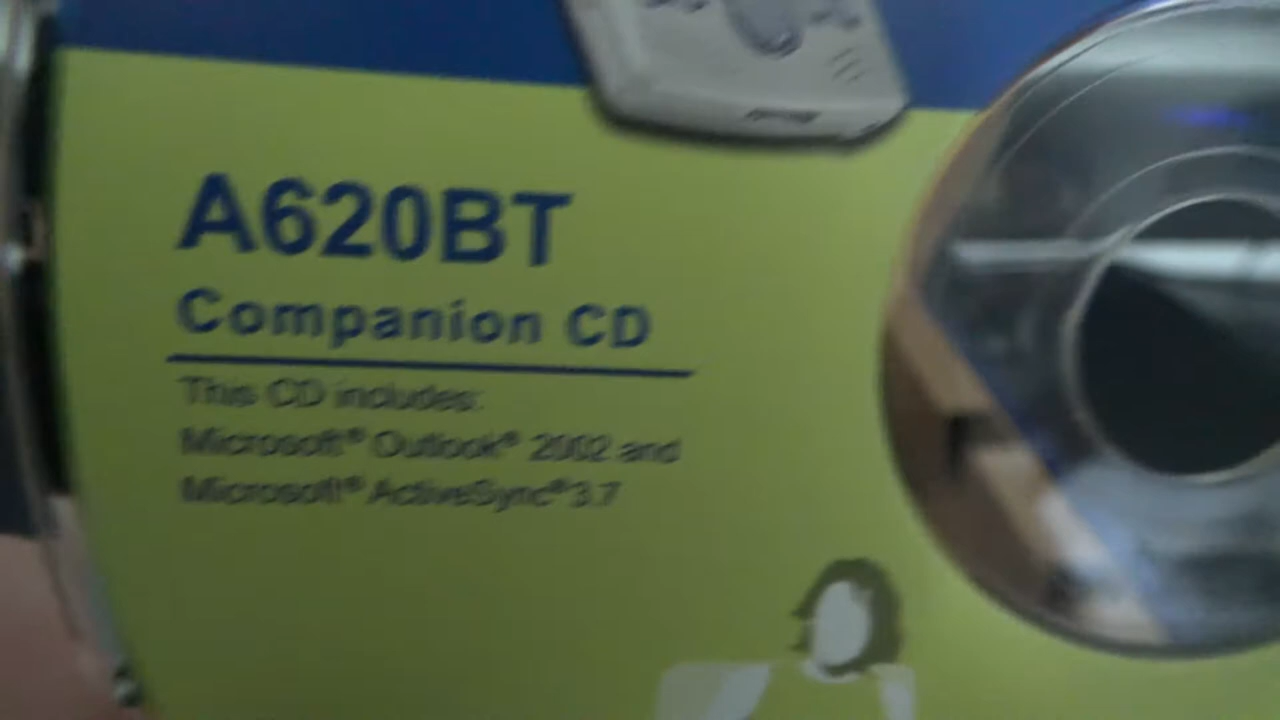 A620BT
Companion CD
This CD includes:
Microsoft® Outlook® 2002 and
Microsoft® ActiveSync® 3.7